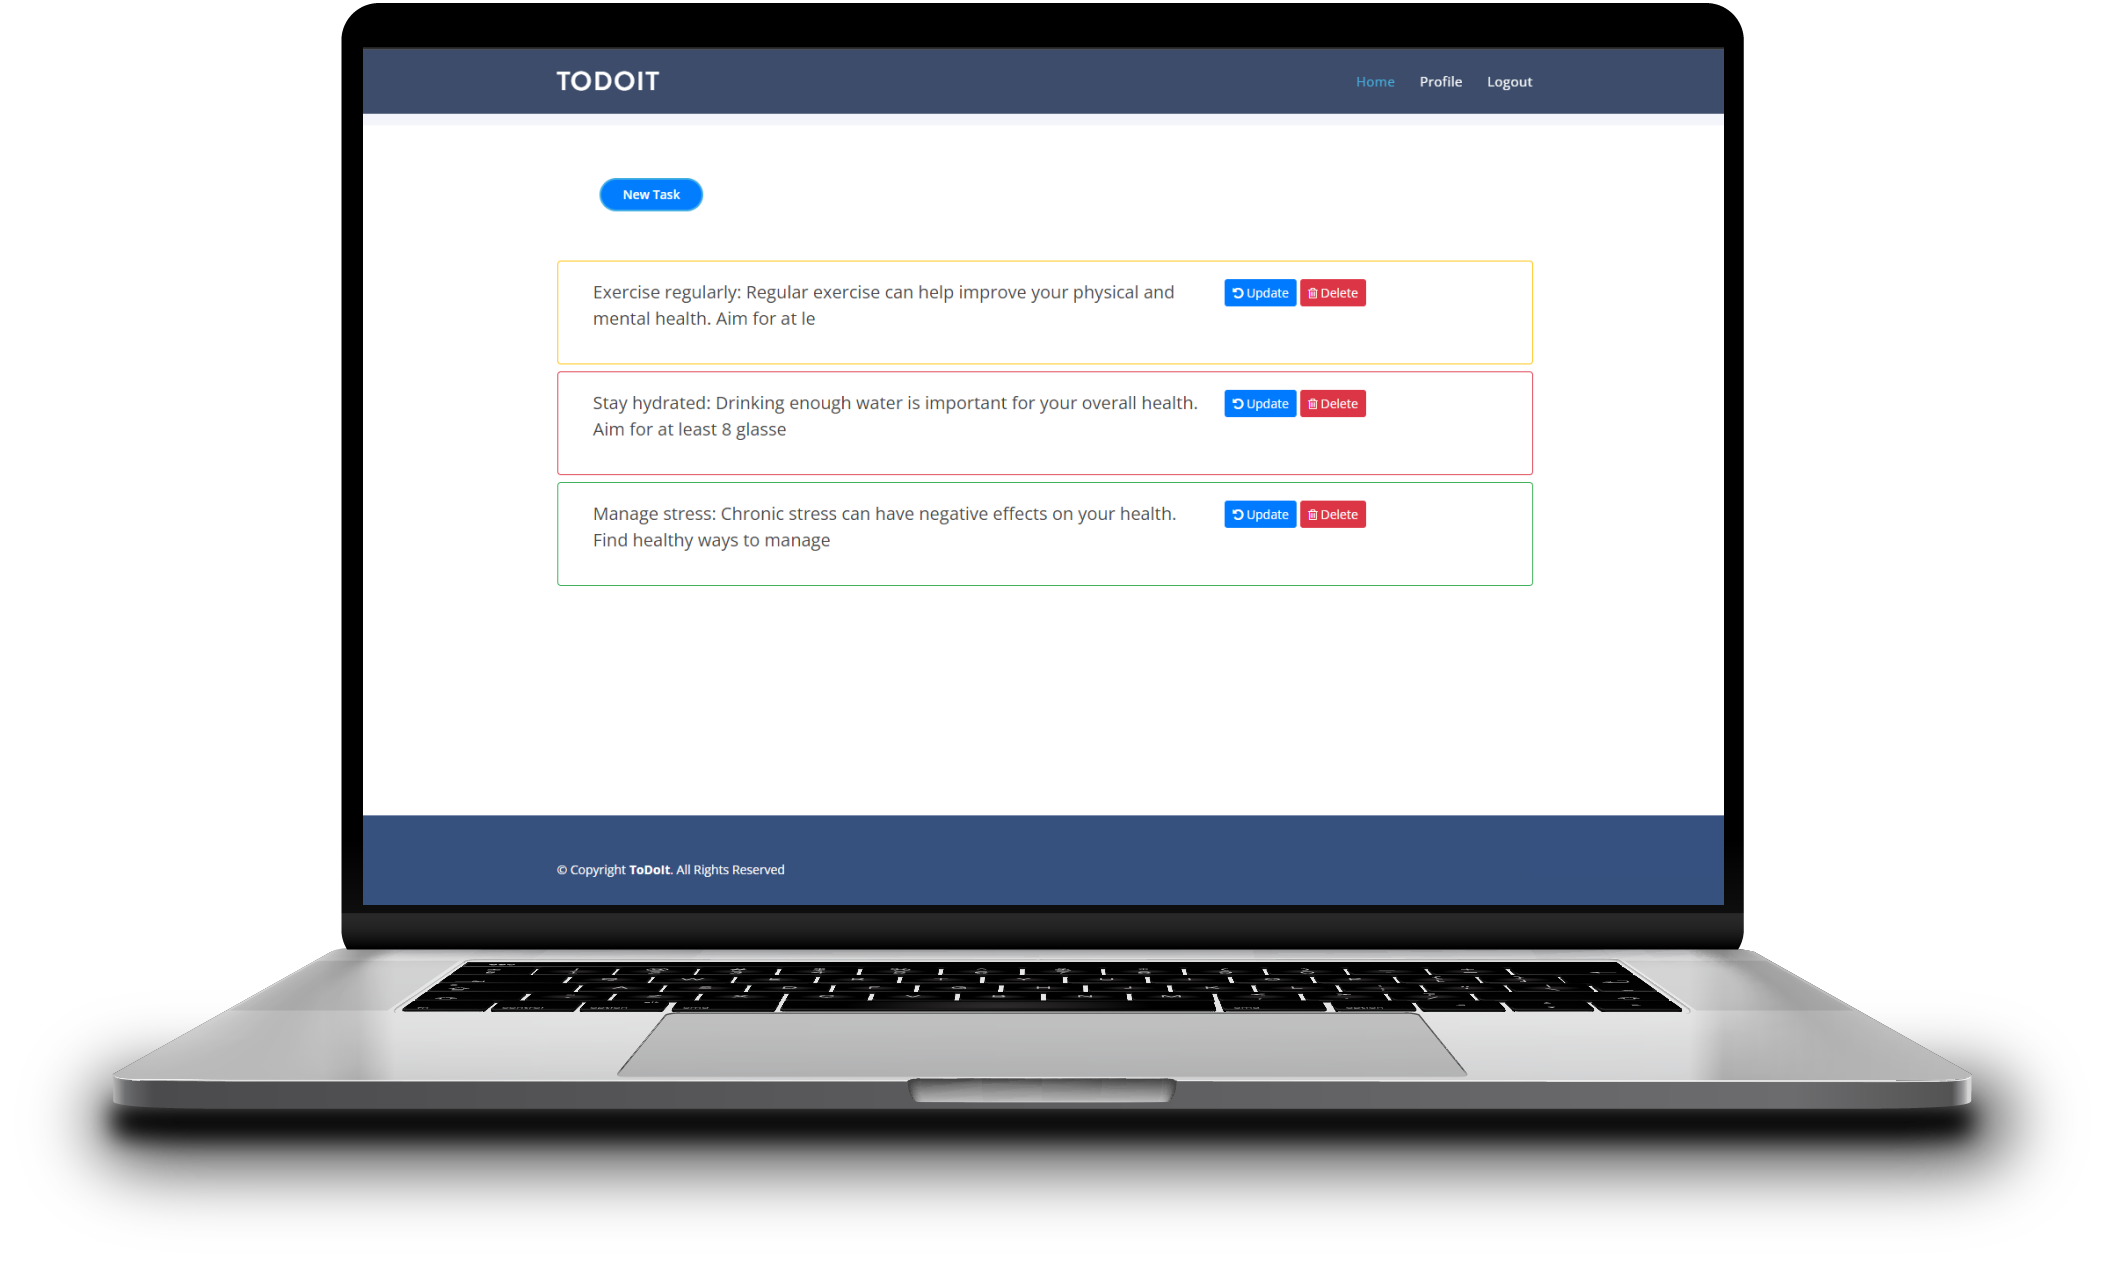 TODOIT
Home Profile Logout
New Task
Exercise regularly: Regular exercise can help improve your physical and
mental health. Aim for at le
Update Delete
Stay hydrated: Drinking enough water is important for your overall health.
Aim for at least 8 glasse
Update Delete
Manage stress: Chronic stress can have negative effects on your health.
Find healthy ways to manage
Update Delete
© Copyright ToDoIt. All Rights Reserved